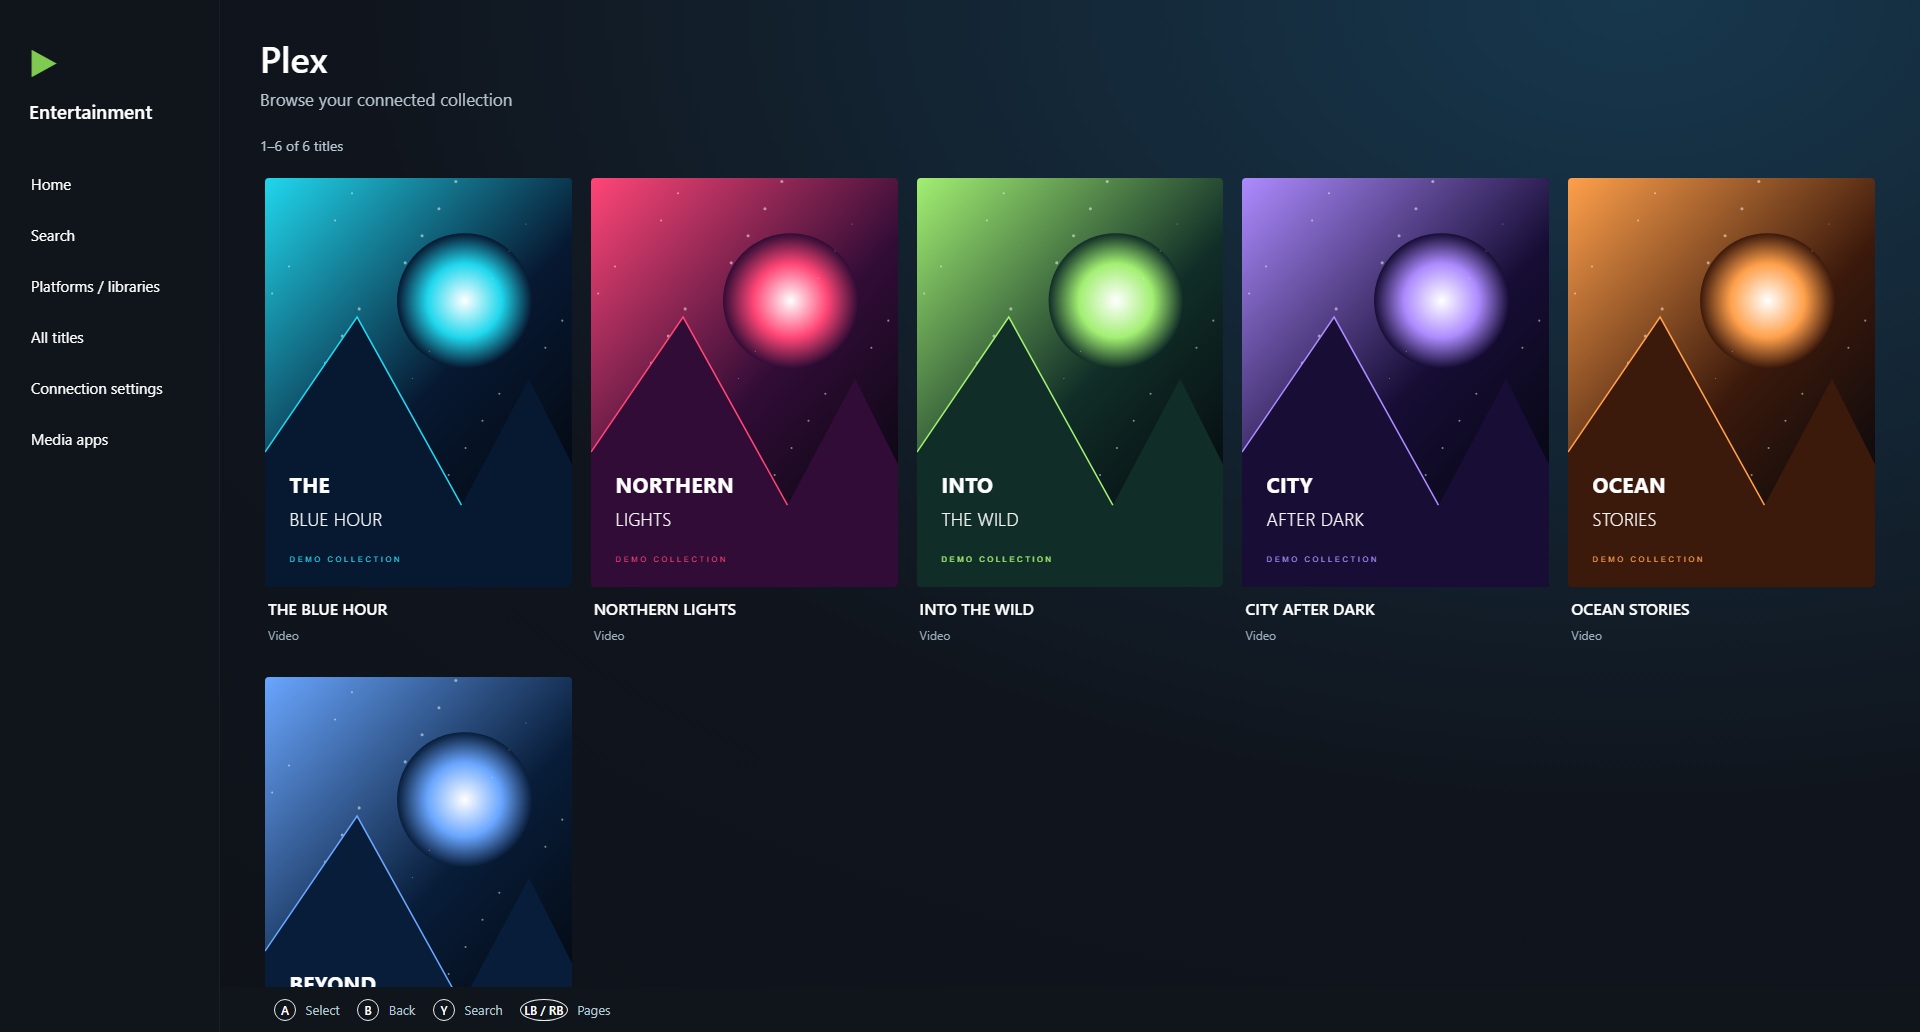 Entertainment
Home
Search
Platforms / libraries
All titles
Connection settings
Media apps
Plex
Browse your connected collection
1–6 of 6 titles
THE
BLUE HOUR
DEMO COLLECTION
THE BLUE HOUR
Video
NORTHERN
LIGHTS
DEMO COLLECTION
NORTHERN LIGHTS
Video
INTO
THE WILD
DEMO COLLECTION
INTO THE WILD
Video
CITY
AFTER DARK
DEMO COLLECTION
CITY AFTER DARK
Video
OCEAN
STORIES
DEMO COLLECTION
OCEAN STORIES
Video
BEYOND
A Select B Back Y Search LB / RB Pages